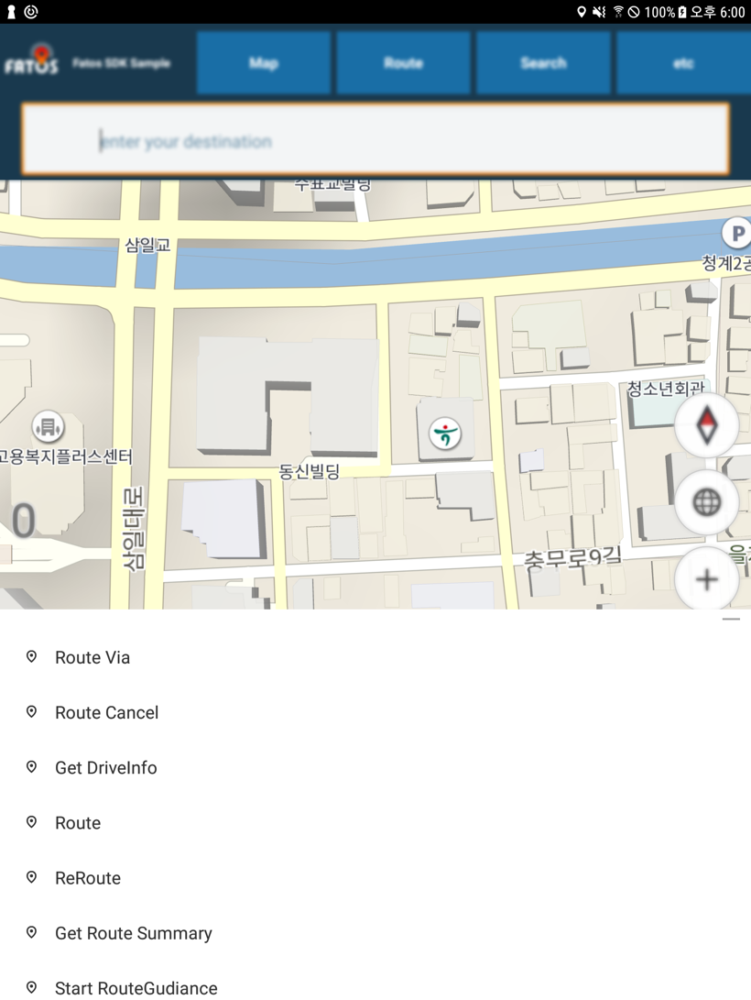 100% 오후 6:00
FATOS Fatos SDK Sample Map Route Search etc
enter your destination
수표교빌딩
삼일교
P
청계2공
청소년회관
고용복지플러스센터
동신빌딩
0
삼일대로
충무로9길
을
Route Via
Route Cancel
Get DriveInfo
Route
ReRoute
Get Route Summary
Start RouteGudiance